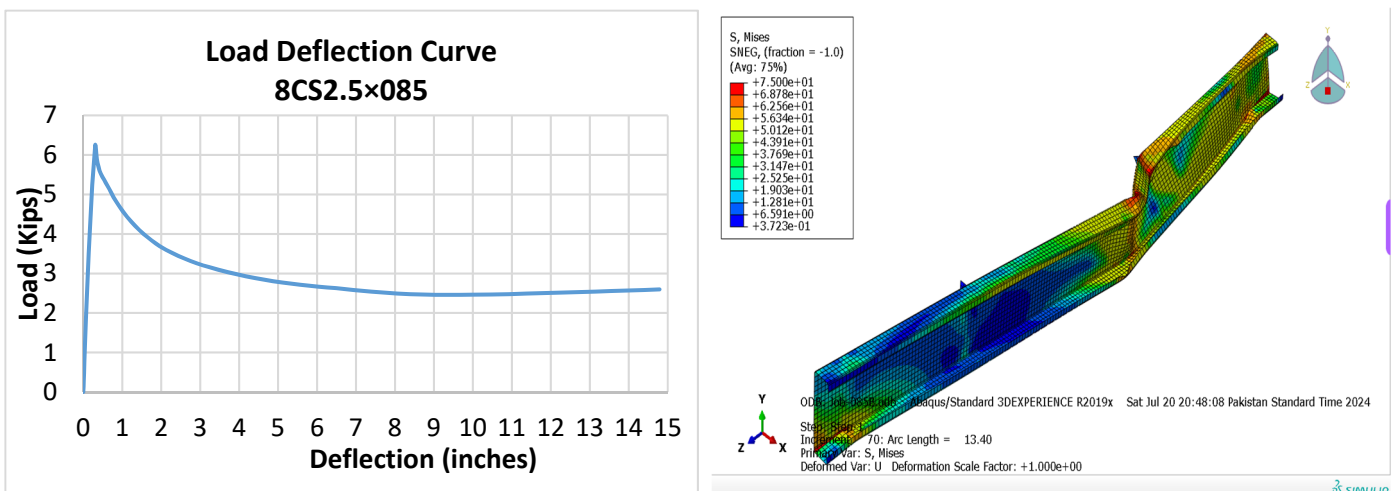 Load Deflection Curve
8CS2.5×085
7
6
5
4
3
2
1
0
Load (Kips)
0 1 2 3 4 5 6 7 8 9 10 11 12 13 14 15
Deflection (inches)
S, Mises
SNEG, (fraction = -1.0)
(Avg: 75%)
+7.500e+01
+6.878e+01
+6.256e+01
+5.634e+01
+5.012e+01
+4.391e+01
+3.769e+01
+3.147e+01
+2.525e+01
+1.903e+01
+1.281e+01
+6.591e+00
+3.723e-01
Y
Z X
Y
Z X
ODB: Abaqus/Standard 3DEXPERIENCE R2019x Sat Jul 20 20:48:08 Pakistan Standard Time 2024
Step: Step-1
Increment 70: Arc Length = 13.40
Primary Var: S, Mises
Deformed Var: U Deformation Scale Factor: +1.000e+00
SIMULIA